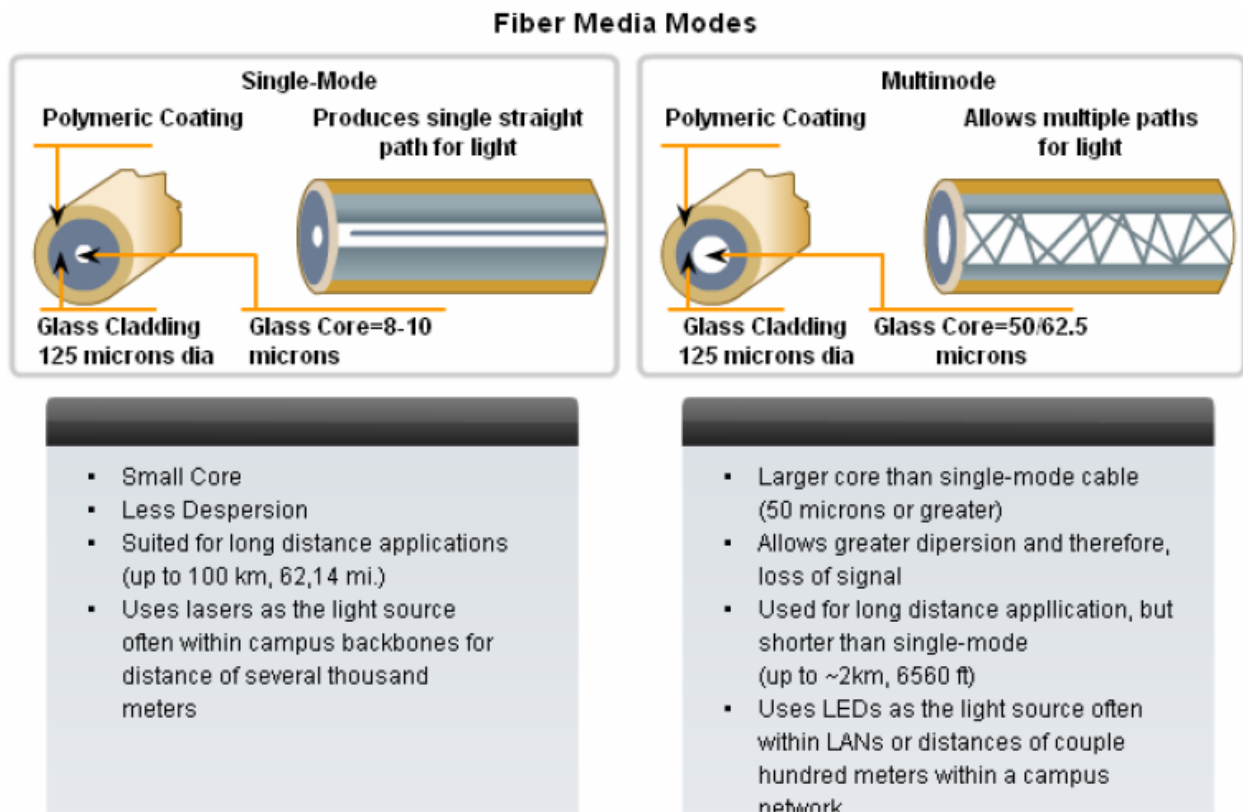 Fiber Media Modes
Single-Mode
Polymeric Coating
Produces single straight
path for light
Glass Cladding
125 microns dia
Glass Core=8-10
microns
Multimode
Polymeric Coating
Allows multiple paths
for light
Glass Cladding
125 microns dia
Glass Core=50/62.5
microns
▪ Small Core
▪ Less Despersion
▪ Suited for long distance applications
(up to 100 km, 62,14 mi.)
▪ Uses lasers as the light source
often within campus backbones for
distance of several thousand
meters
▪ Larger core than single-mode cable
(50 microns or greater)
▪ Allows greater dipersion and therefore,
loss of signal
▪ Used for long distance appllication, but
shorter than single-mode
(up to ~2km, 6560 ft)
▪ Uses LEDs as the light source often
within LANs or distances of couple
hundred meters within a campus
network